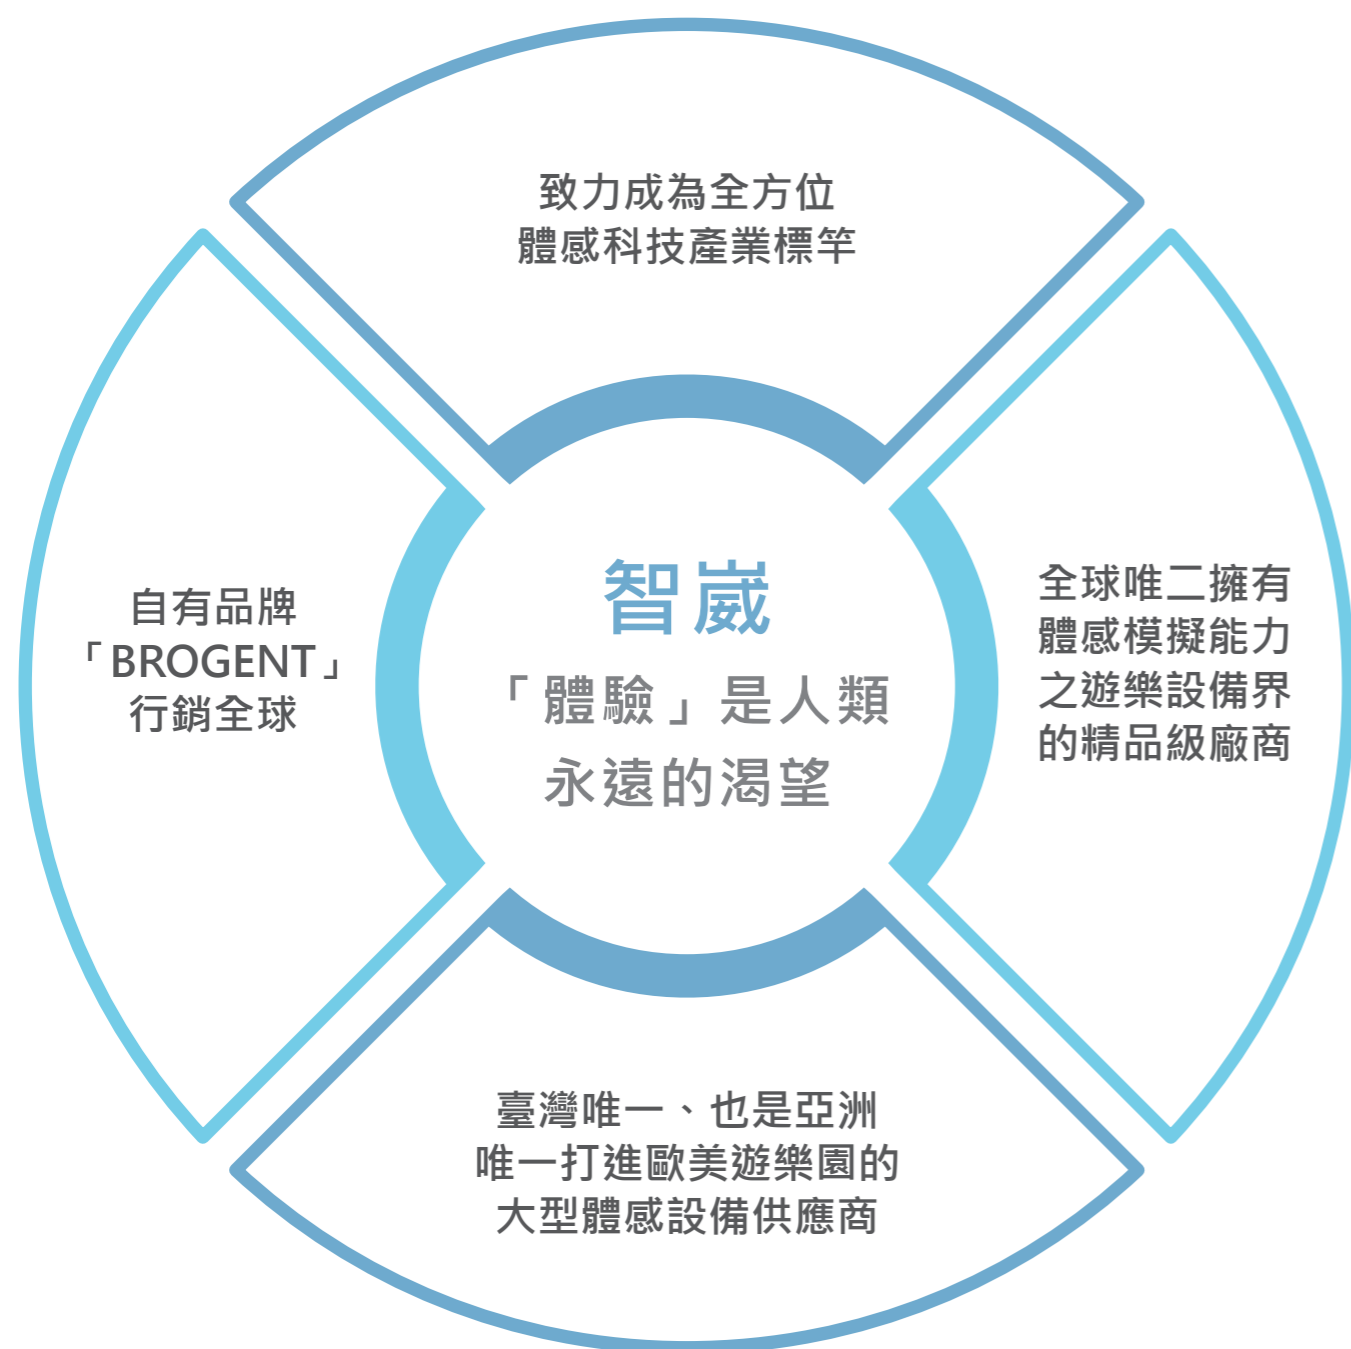 致力成為全方位
體感科技產業標竿
自有品牌
「BROGENT」
行銷全球
智崴
「體驗」是人類
永遠的渴望
全球唯二擁有
體感模擬能力
之遊樂設備界
的精品級廠商
臺灣唯一、也是亞洲
唯一打進歐美遊樂園的
大型體感設備供應商